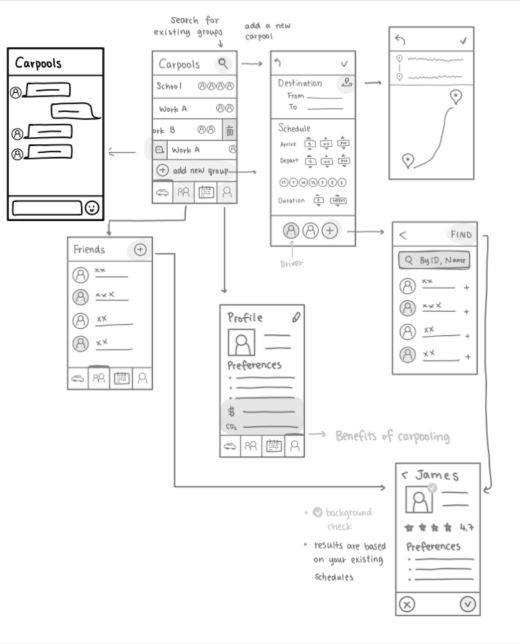 search for
existing groups
add a new
carpool
Carpools
Carpools
School
Work A
ork B
Work A
add new group
Destination
From
To
Schedule
Arrive
Depart
M T W T F S S
Duration
Driver
Friends
xx
xxx
xx
xx
< FIND
By ID, Name
xx +
xxx +
xx +
xx +
Profile
Preferences
$
CO₂
Benefits of carpooling
• background
check
• results are based
on your existing
schedules
< James
4.7
Preferences